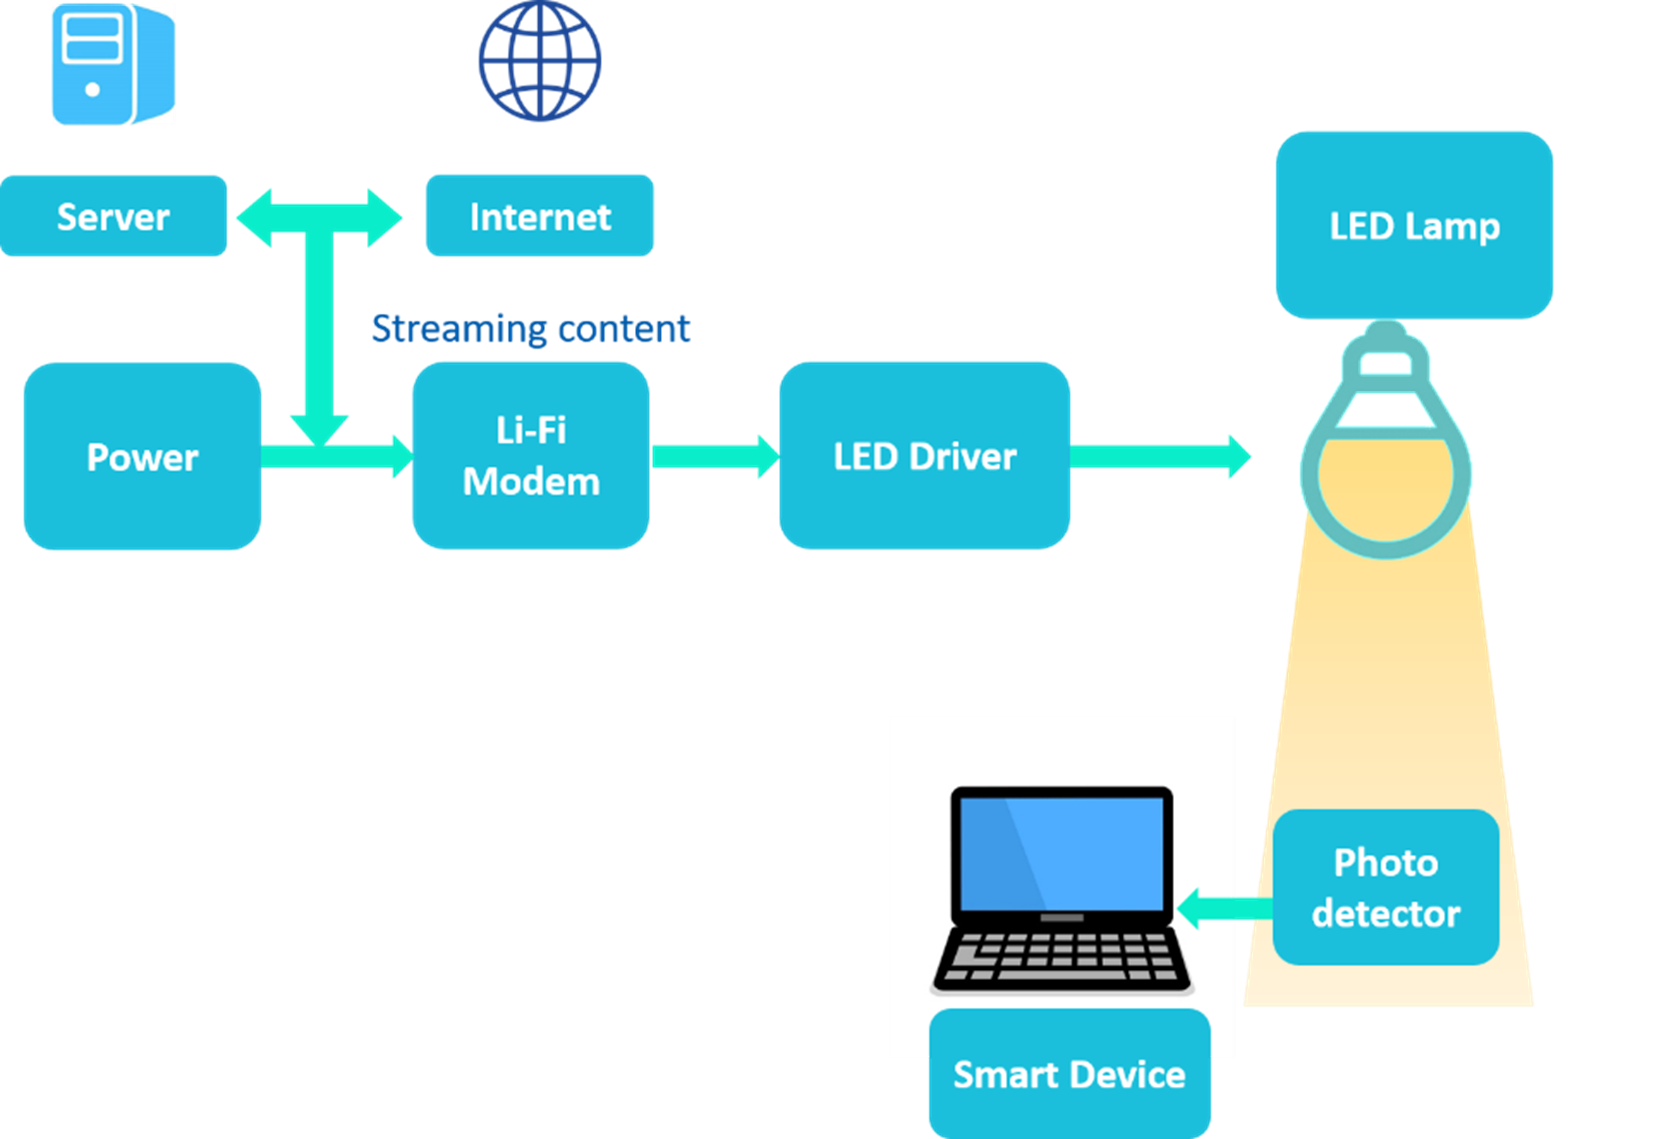 Server
Internet
LED Lamp
Streaming content
Power
Li-Fi
Modem
LED Driver
Photo
detector
Smart Device